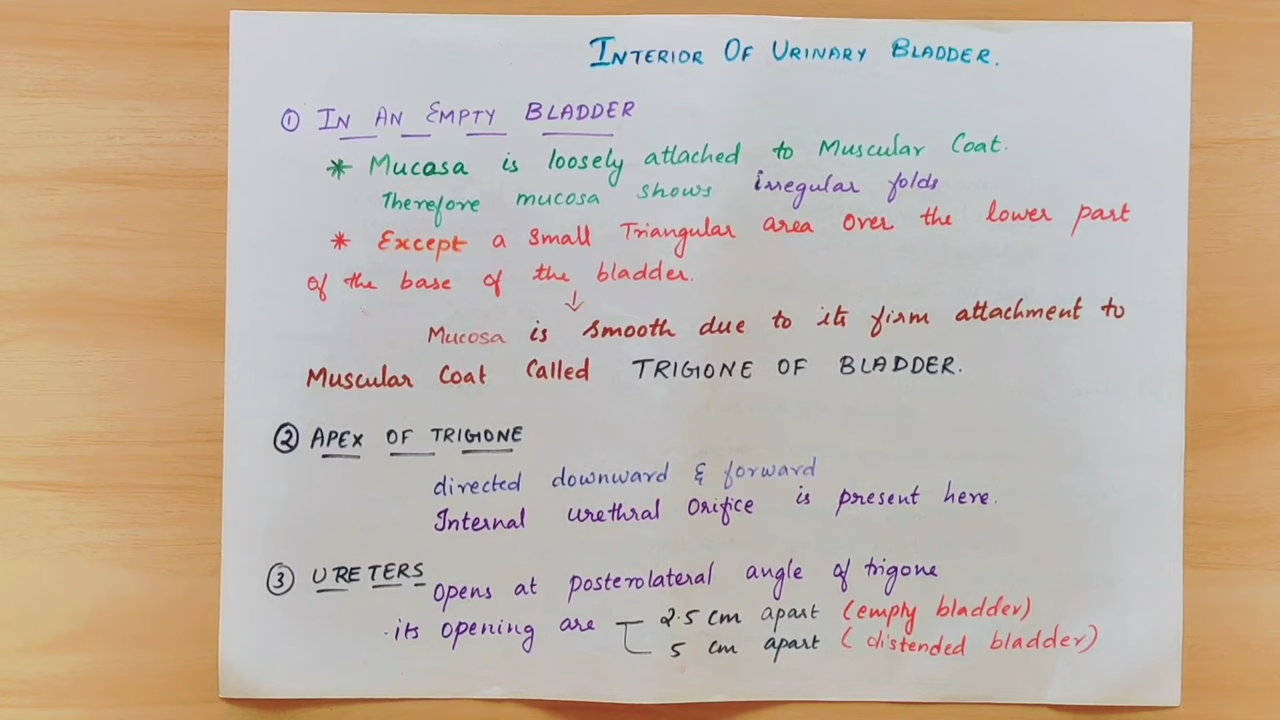 INTERIOR OF URINARY BLADDER.
① IN AN EMPTY BLADDER
* Mucosa is loosely attached to Muscular Coat.
Therefore mucosa shows irregular folds
* Except a small Triangular area over the lower part
of the base of the bladder.
↓
Mucosa is smooth due to its firm attachment to
Muscular Coat Called TRIGIONE OF BLADDER.
② APEX OF TRIGIONE
directed downward & forward
Internal urethral Orifice is present here.
③ URETERS
Opens at posterolateral angle of trigone
its opening are 2.5 cm apart (empty bladder)
5 cm apart (distended bladder)